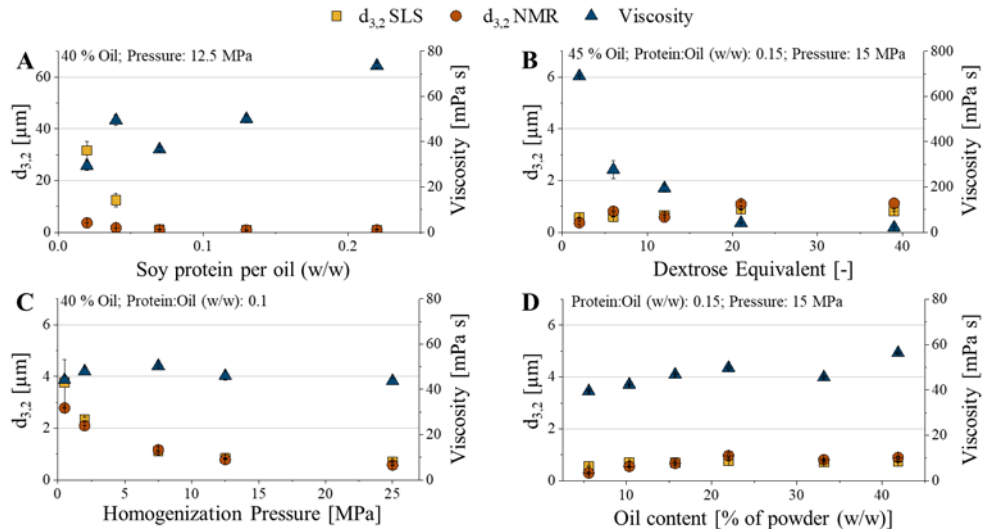 d3,2 SLS d3,2 NMR Viscosity
A 40 % Oil; Pressure: 12.5 MPa
60
40
20
0
d3,2 [µm]
80
60
40
20
0
Viscosity [mPa s]
0.0 0.1 0.2
Soy protein per oil (w/w)
B 45 % Oil; Protein:Oil (w/w): 0.15; Pressure: 15 MPa
6
4
2
0
d3,2 [µm]
800
600
400
200
0
Viscosity [mPa s]
0 10 20 30 40
Dextrose Equivalent [-]
C 40 % Oil; Protein:Oil (w/w): 0.1
6
4
2
0
d3,2 [µm]
80
60
40
20
0
Viscosity [mPa s]
0 5 10 15 20 25
Homogenization Pressure [MPa]
D Protein:Oil (w/w): 0.15; Pressure: 15 MPa
6
4
2
0
d3,2 [µm]
80
60
40
20
0
Viscosity [mPa s]
10 20 30 40
Oil content [% of powder (w/w)]